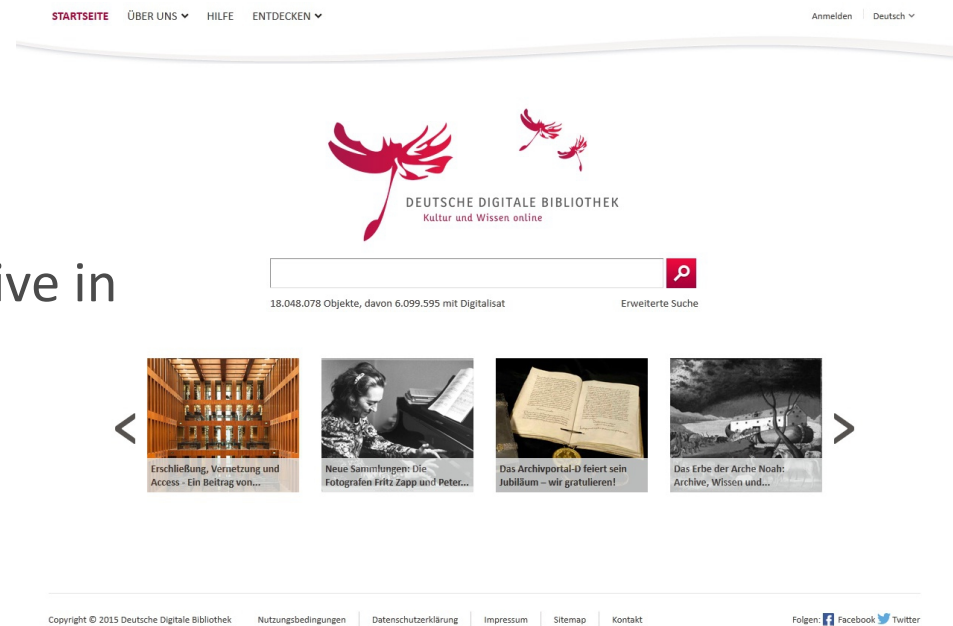 STARTSEITE ÜBER UNS HILFE ENTDECKEN Anmelden Deutsch
DEUTSCHE DIGITALE BIBLIOTHEK
Kultur und Wissen online
ive in
18.048.078 Objekte, davon 6.099.595 mit Digitalisat Erweiterte Suche
Erschließung, Vernetzung und
Access - Ein Beitrag von...
Neue Sammlungen: Die
Fotografen Fritz Zapp und Peter...
Das Archivportal-D feiert sein
Jubiläum – wir gratulieren!
Das Erbe der Arche Noah:
Archive, Wissen und...
Copyright © 2015 Deutsche Digitale Bibliothek Nutzungsbedingungen Datenschutzerklärung Impressum Sitemap Kontakt Folgen: Facebook Twitter